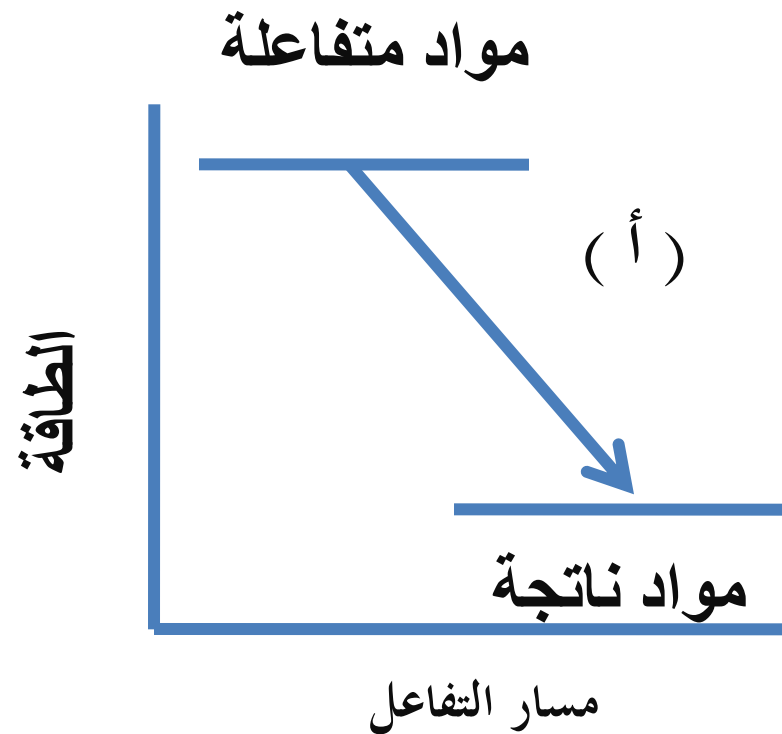 مواد متفاعلة
( أ )
الطاقة
مواد ناتجة
مسار التفاعل